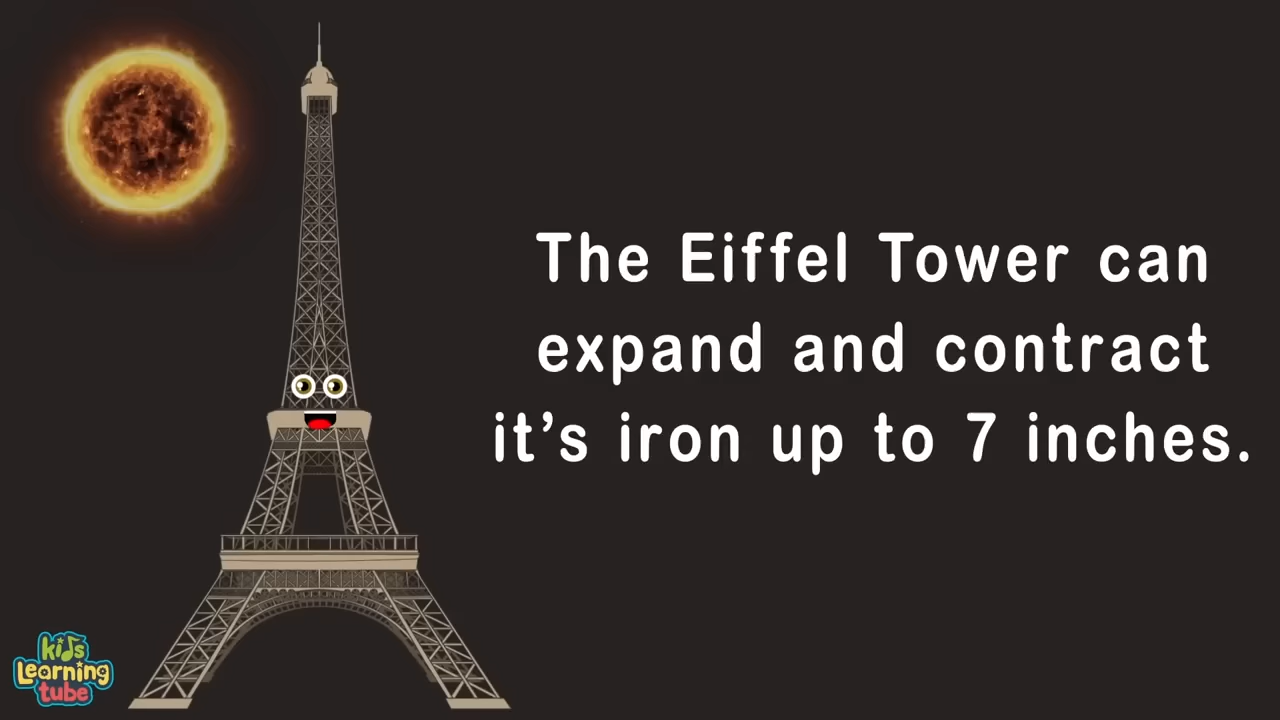 The Eiffel Tower can
expand and contract
it’s iron up to 7 inches.
kids
Learning
tube